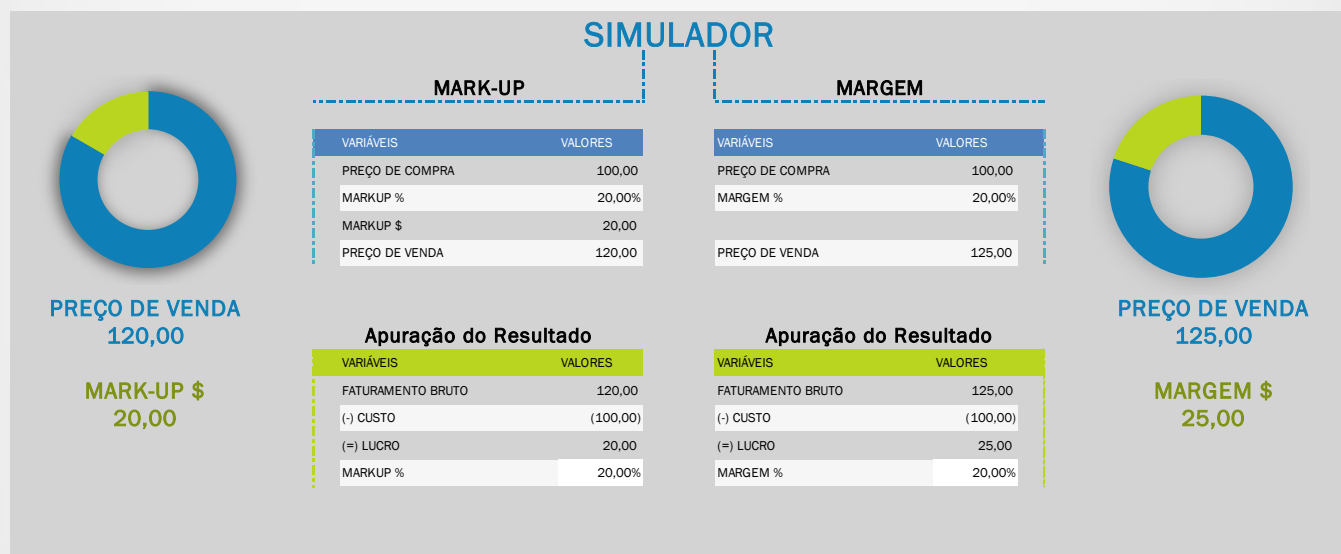 SIMULADOR
MARK-UP
VARIÁVEIS VALORES
PREÇO DE COMPRA 100,00
MARKUP % 20,00%
MARKUP $ 20,00
PREÇO DE VENDA 120,00
MARGEM
VARIÁVEIS VALORES
PREÇO DE COMPRA 100,00
MARGEM % 20,00%
PREÇO DE VENDA 125,00
PREÇO DE VENDA
120,00
MARK-UP $
20,00
Apuração do Resultado
VARIÁVEIS VALORES
FATURAMENTO BRUTO 120,00
(-) CUSTO (100,00)
(=) LUCRO 20,00
MARKUP % 20,00%
Apuração do Resultado
VARIÁVEIS VALORES
FATURAMENTO BRUTO 125,00
(-) CUSTO (100,00)
(=) LUCRO 25,00
MARGEM % 20,00%
PREÇO DE VENDA
125,00
MARGEM $
25,00